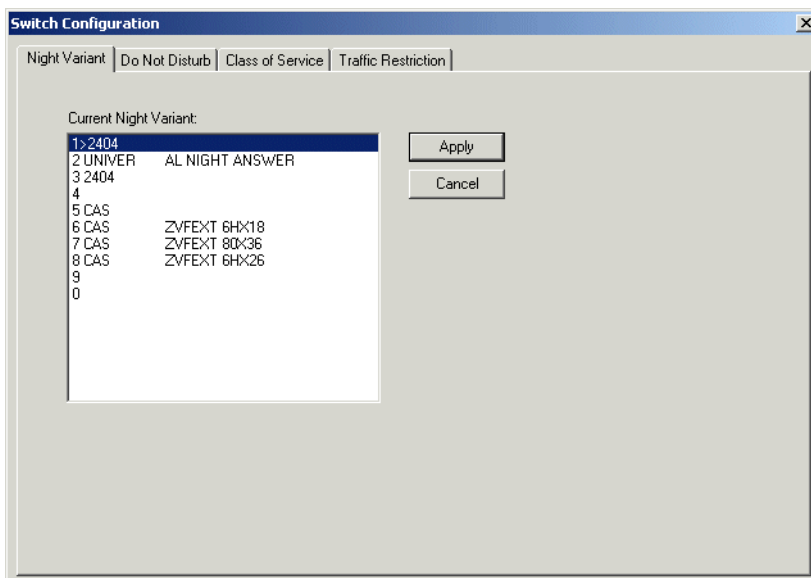 Switch Configuration
Night Variant Do Not Disturb Class of Service Traffic Restriction
Current Night Variant:
1>2404
2 UNIVER AL NIGHT ANSWER
3 2404
4
5 CAS
6 CAS ZVFEXT 6HX18
7 CAS ZVFEXT 80X36
8 CAS ZVFEXT 6HX26
9
0
Apply
Cancel